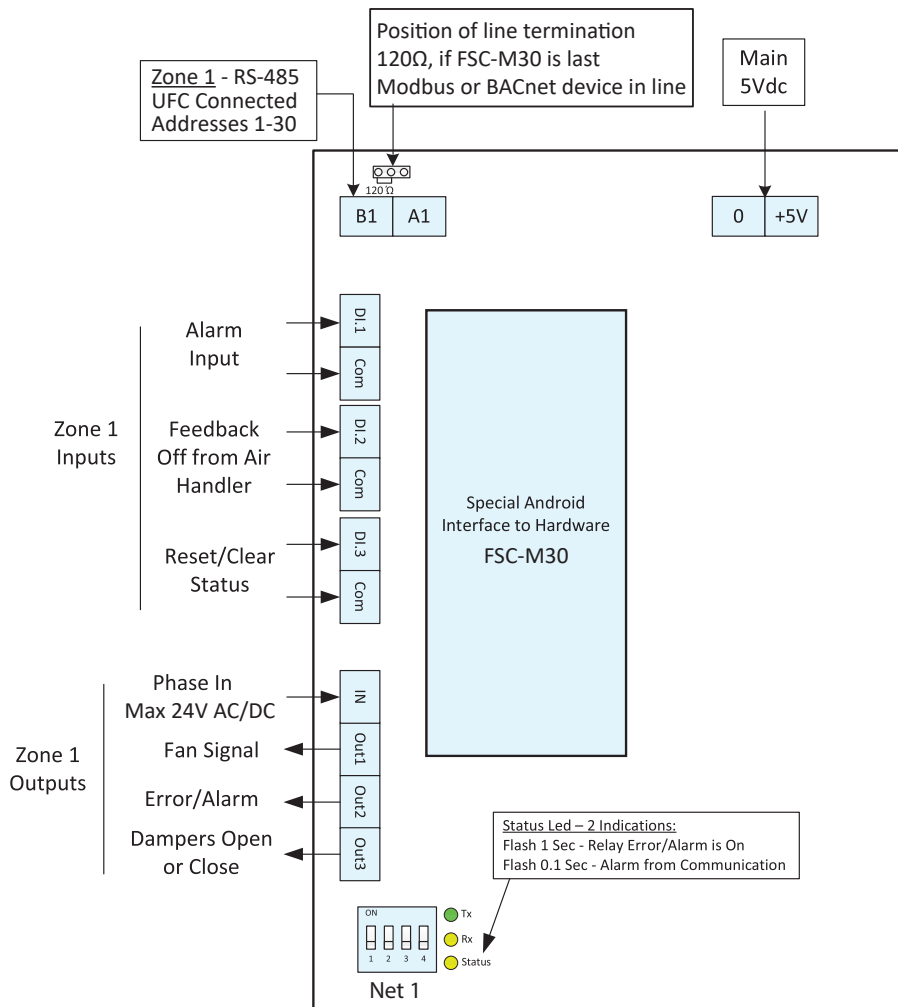 Position of line termination
120Ω, if FSC-M30 is last
Modbus or BACnet device in line
Zone 1 - RS-485
UFC Connected
Addresses 1-30
Main
5Vdc
120 Ω
B1 A1
0 +5V
Zone 1
Inputs
Alarm
Input
DI.1
Com
Feedback
Off from Air
Handler
DI.2
Com
Reset/Clear
Status
DI.3
Com
Special Android
Interface to Hardware
FSC-M30
Zone 1
Outputs
Phase In
Max 24V AC/DC
IN
Fan Signal
Out1
Error/Alarm
Out2
Dampers Open
or Close
Out3
Status Led – 2 Indications:
Flash 1 Sec - Relay Error/Alarm is On
Flash 0.1 Sec - Alarm from Communication
ON
1 2 3 4
Tx
Rx
Status
Net 1